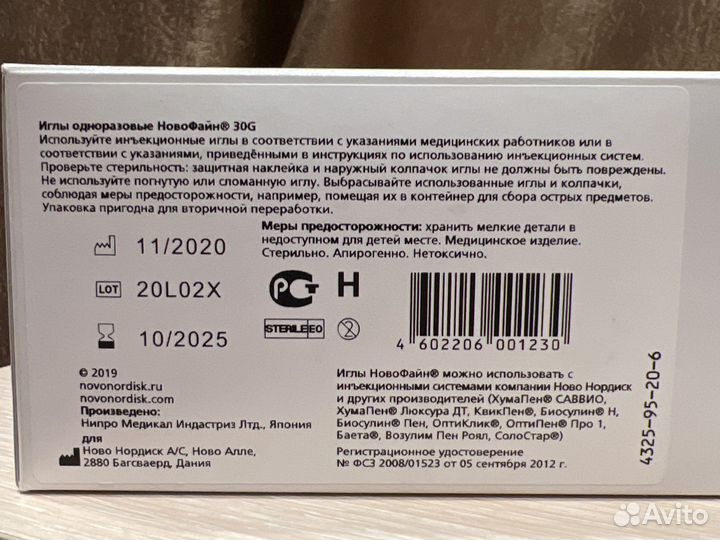 Иглы одноразовые НовоФайн® 30G
Используйте инъекционные иглы в соответствии с указаниями медицинских работников или в
соответствии с указаниями, приведёнными в инструкциях по использованию инъекционных систем.
Проверьте стерильность: защитная наклейка и наружный колпачок иглы не должны быть повреждены.
Не используйте погнутую или сломанную иглу. Выбрасывайте использованные иглы и колпачки,
соблюдая меры предосторожности, например, помещая их в контейнер для сбора острых предметов.
Упаковка пригодна для вторичной переработки.
Меры предосторожности: хранить мелкие детали в
недоступном для детей месте. Медицинское изделие.
Стерильно. Апирогенно. Нетоксично.
11/2020
LOT 20L02X
10/2025
РСТ H
STERILE EO 2
4 602206 001230
© 2019
novonordisk.ru
novonordisk.com
Произведено:
Нипро Медикал Индастриз Лтд., Япония
для
Ново Нордиск А/С, Ново Алле,
2880 Багсваерд, Дания
Иглы НовоФайн® можно использовать с
инъекционными системами компании Ново Нордиск
и других производителей (ХумаПен® САВВИО,
ХумаПен® Люксура ДТ, КвикПен®, Биосулин® Н,
Биосулин® Пен, ОптиКлик®, ОптиПен® Про 1,
Баета®, Возулим Пен Роял, СолоСтар®).
Регистрационное удостоверение
№ ФСЗ 2008/01523 от 05 сентября 2012 г.
4325-95-20-6
Avito